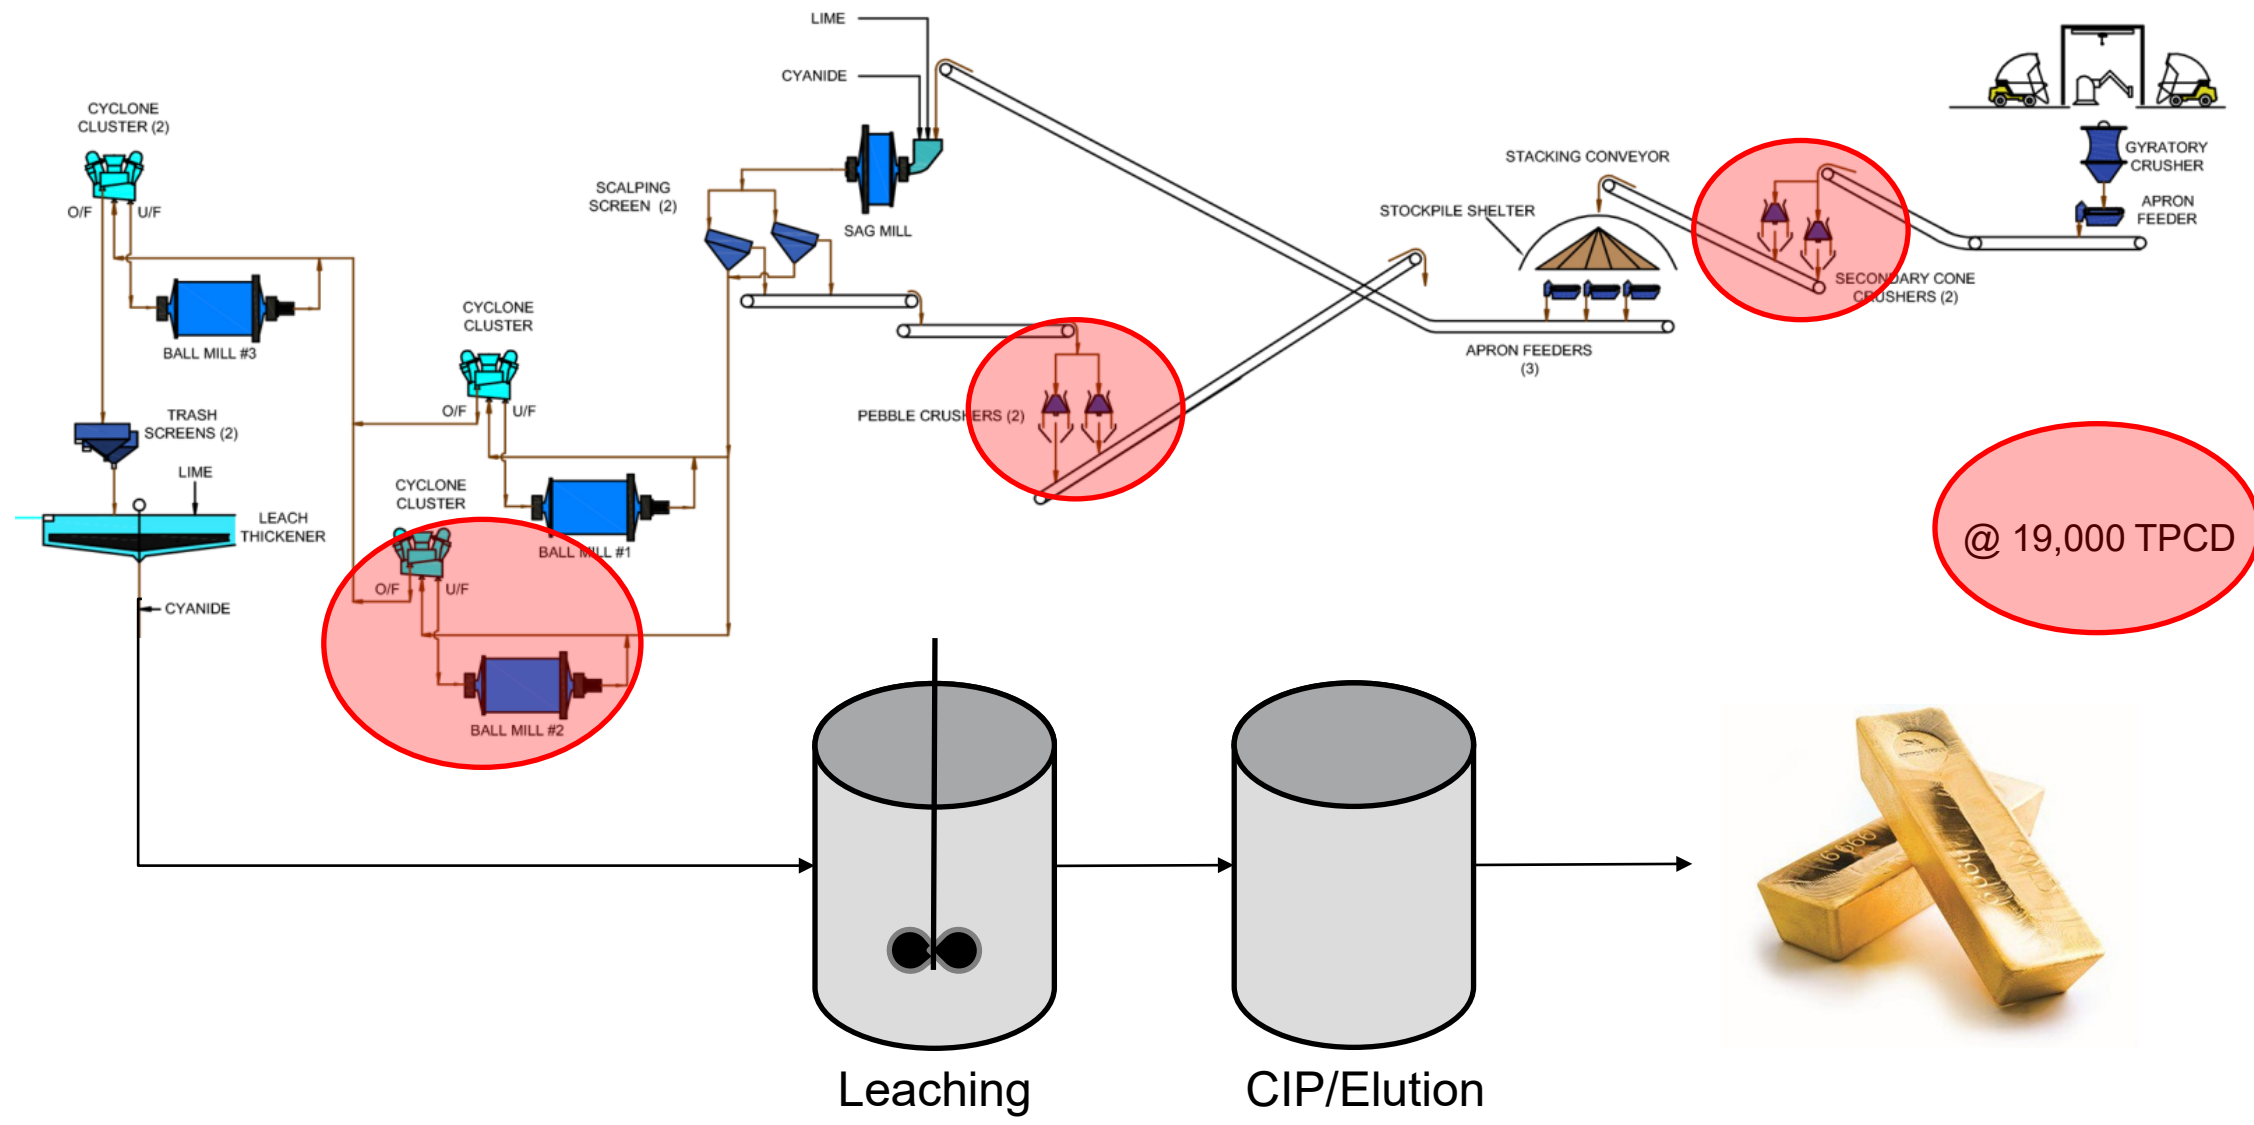 LIME
CYANIDE
CYCLONE
CLUSTER (2)
O/F
U/F
BALL MILL #3
TRASH
SCREENS (2)
LIME
LEACH
THICKENER
CYANIDE
CYCLONE
CLUSTER
O/F
U/F
BALL MILL #1
CYCLONE
CLUSTER
O/F
U/F
BALL MILL #2
SCALPING
SCREEN (2)
SAG MILL
PEBBLE CRUSHERS (2)
STACKING CONVEYOR
STOCKPILE SHELTER
APRON FEEDERS
(3)
SECONDARY CONE
CRUSHERS (2)
GYRATORY
CRUSHER
APRON
FEEDER
@ 19,000 TPCD
Leaching
CIP/Elution